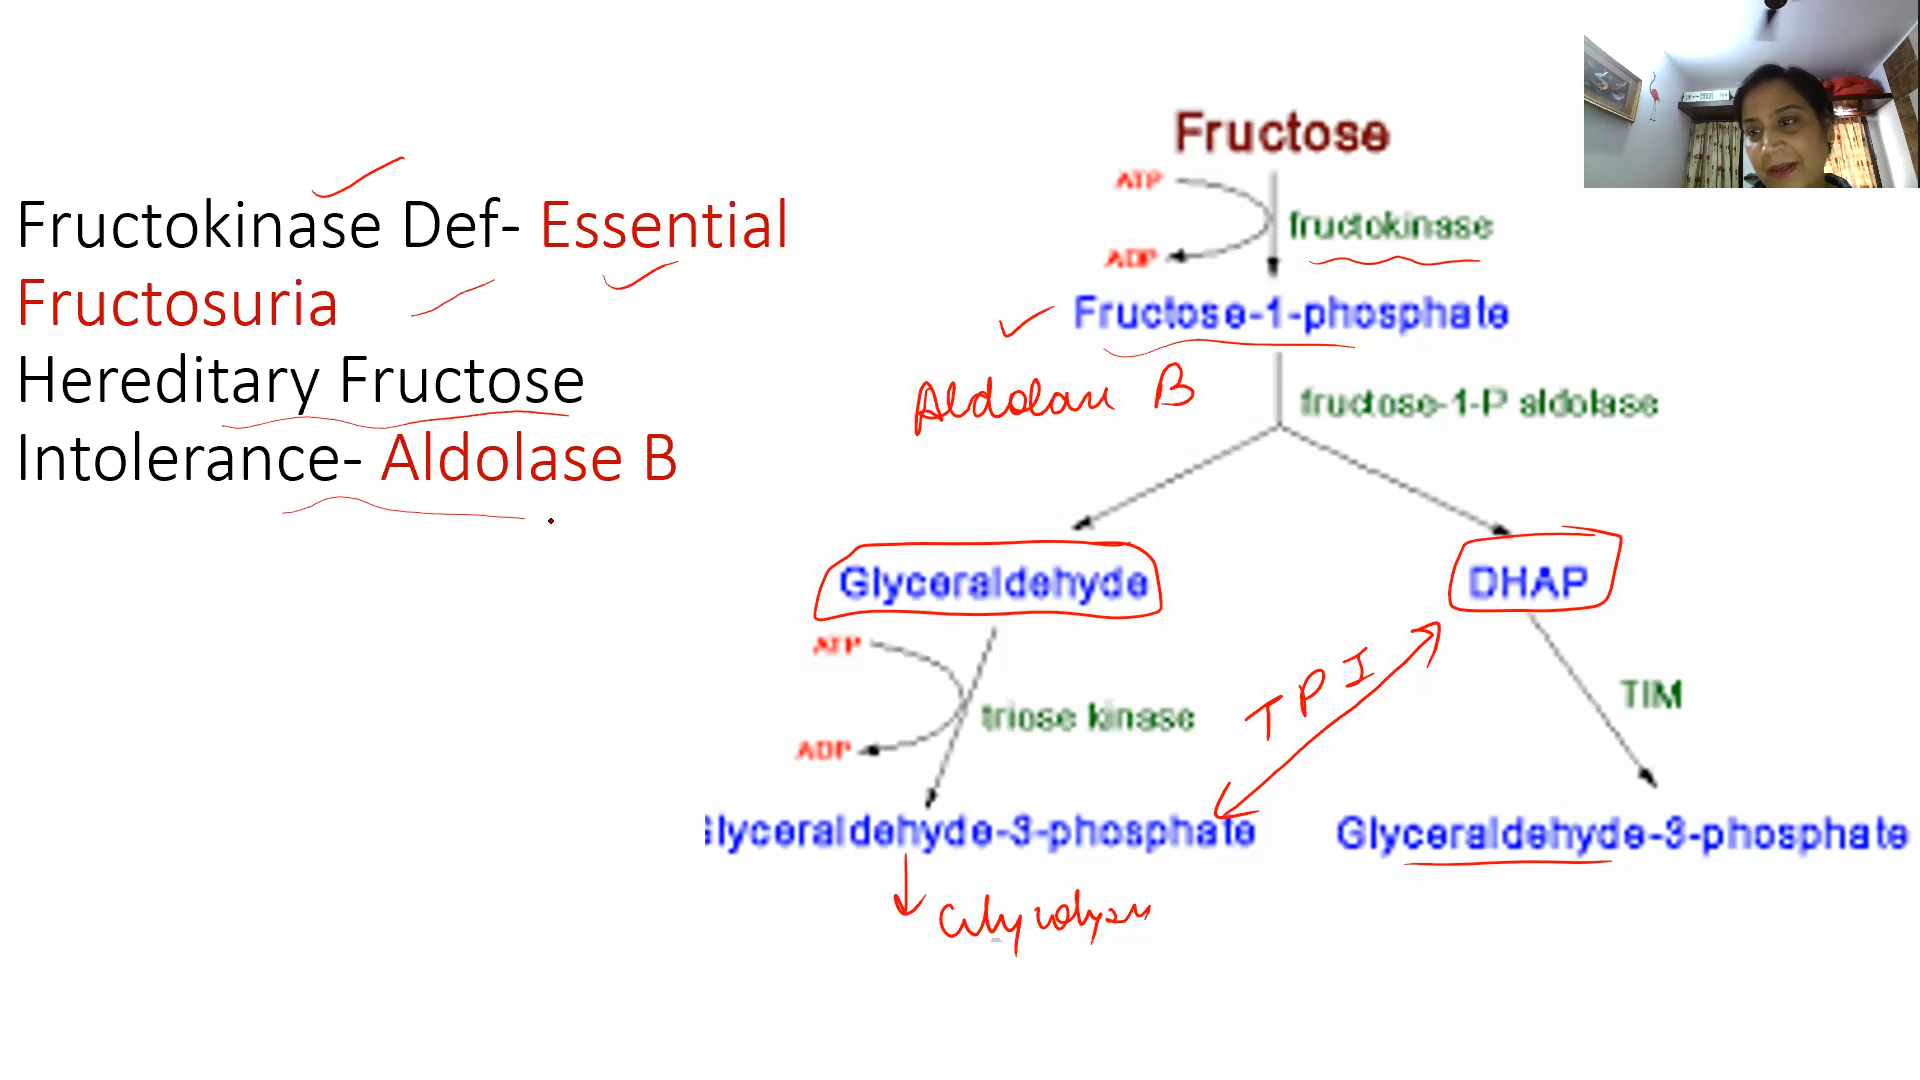 Fructokinase Def- Essential
Fructosuria
Hereditary Fructose
Intolerance- Aldolase B
Fructose
ATP
fructokinase
ADP
Fructose-1-phosphate
Aldolase B
fructose-1-P aldolase
Glyceraldehyde
DHAP
ATP
TPI
TIM
triose kinase
ADP
lyceraldehyde-3-phosphate
Glyceraldehyde-3-phosphate
Glycolysis